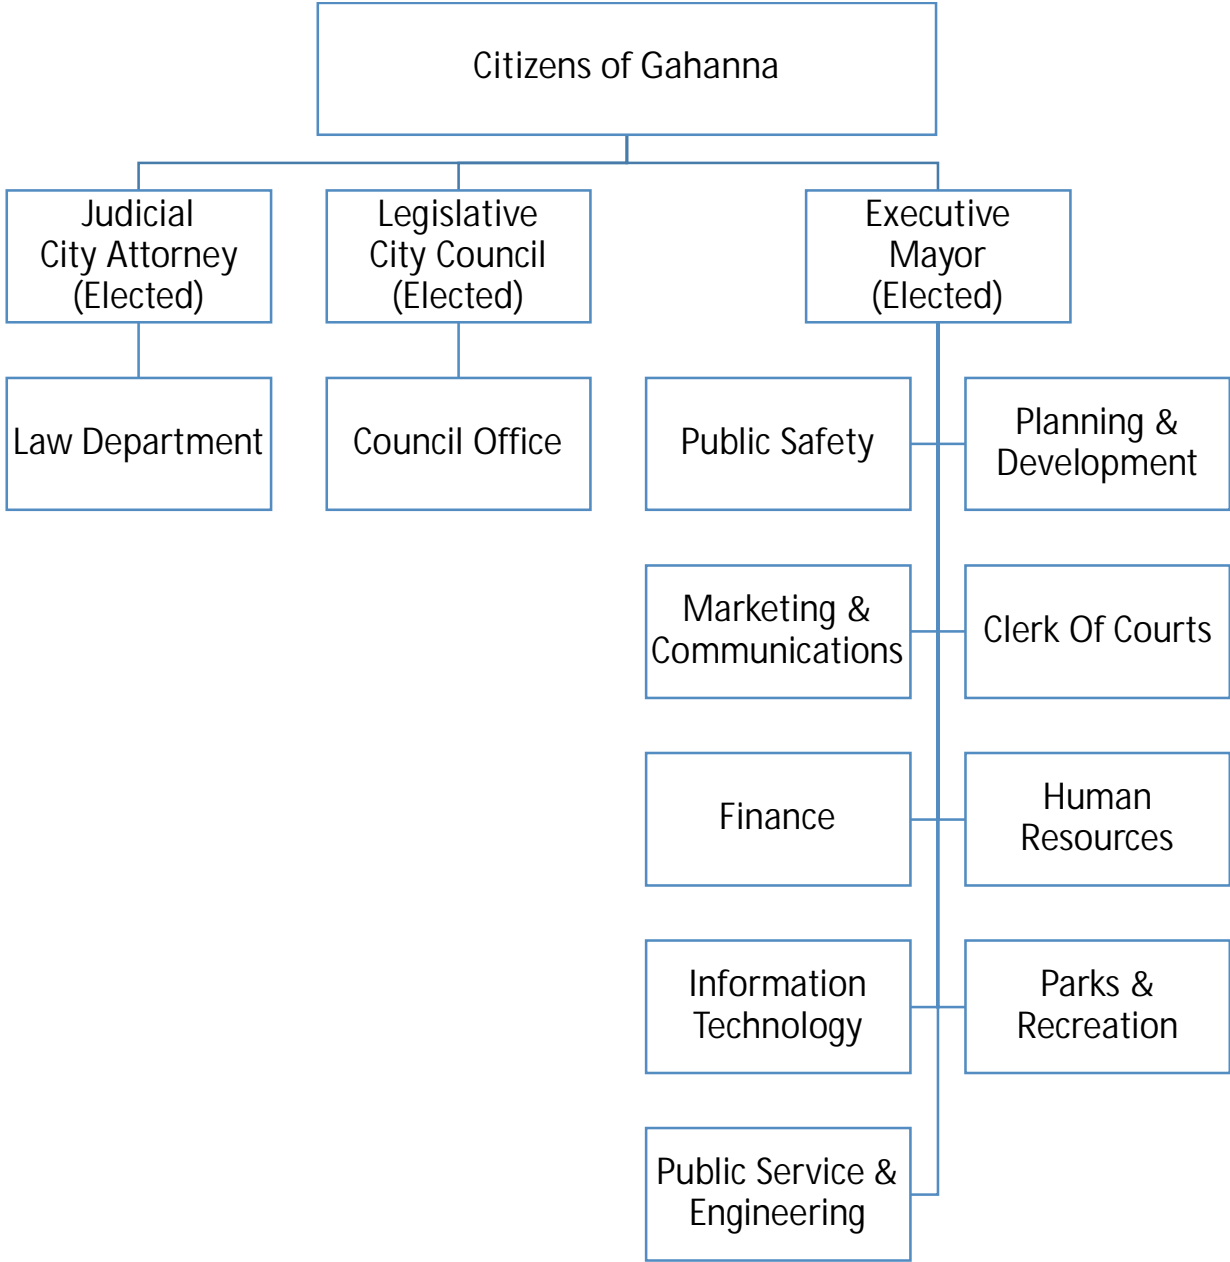 Citizens of Gahanna
Judicial
City Attorney
(Elected)
Legislative
City Council
(Elected)
Executive
Mayor
(Elected)
Law Department
Council Office
Public Safety
Planning &
Development
Marketing &
Communications
Clerk Of Courts
Finance
Human
Resources
Information
Technology
Parks &
Recreation
Public Service &
Engineering